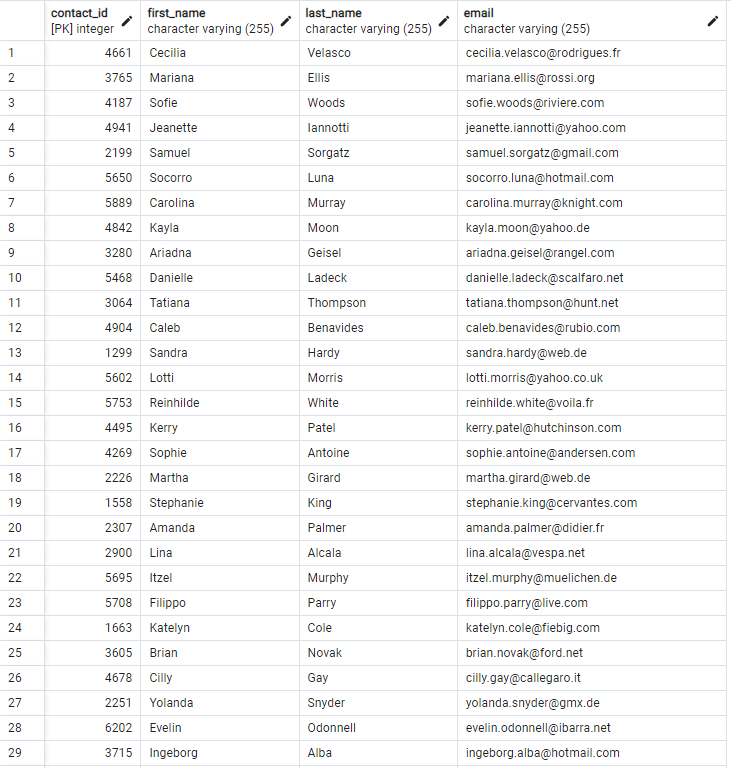 contact_id first_name last_name email
[PK] integer character varying (255) character varying (255) character varying (255)
1 4661 Cecilia Velasco cecilia.velasco@rodrigues.fr
2 3765 Mariana Ellis mariana.ellis@rossi.org
3 4187 Sofie Woods sofie.woods@riviere.com
4 4941 Jeanette Iannotti jeanette.iannotti@yahoo.com
5 2199 Samuel Sorgatz samuel.sorgatz@gmail.com
6 5650 Socorro Luna socorro.luna@hotmail.com
7 5889 Carolina Murray carolina.murray@knight.com
8 4842 Kayla Moon kayla.moon@yahoo.de
9 3280 Ariadna Geisel ariadna.geisel@rangel.com
10 5468 Danielle Ladeck danielle.ladeck@scalfaro.net
11 3064 Tatiana Thompson tatiana.thompson@hunt.net
12 4904 Caleb Benavides caleb.benavides@rubio.com
13 1299 Sandra Hardy sandra.hardy@web.de
14 5602 Lotti Morris lotti.morris@yahoo.co.uk
15 5753 Reinhilde White reinhilde.white@voila.fr
16 4495 Kerry Patel kerry.patel@hutchinson.com
17 4269 Sophie Antoine sophie.antoine@andersen.com
18 2226 Martha Girard martha.girard@web.de
19 1558 Stephanie King stephanie.king@cervantes.com
20 2307 Amanda Palmer amanda.palmer@didier.fr
21 2900 Lina Alcala lina.alcala@vespa.net
22 5695 Itzel Murphy itzel.murphy@muelichen.de
23 5708 Filippo Parry filippo.parry@live.com
24 1663 Katelyn Cole katelyn.cole@fiebig.com
25 3605 Brian Novak brian.novak@ford.net
26 4678 Cilly Gay cilly.gay@callegaro.it
27 2251 Yolanda Snyder yolanda.snyder@gmx.de
28 6202 Evelin Odonnell evelin.odonnell@ibarra.net
29 3715 Ingeborg Alba ingeborg.alba@hotmail.com